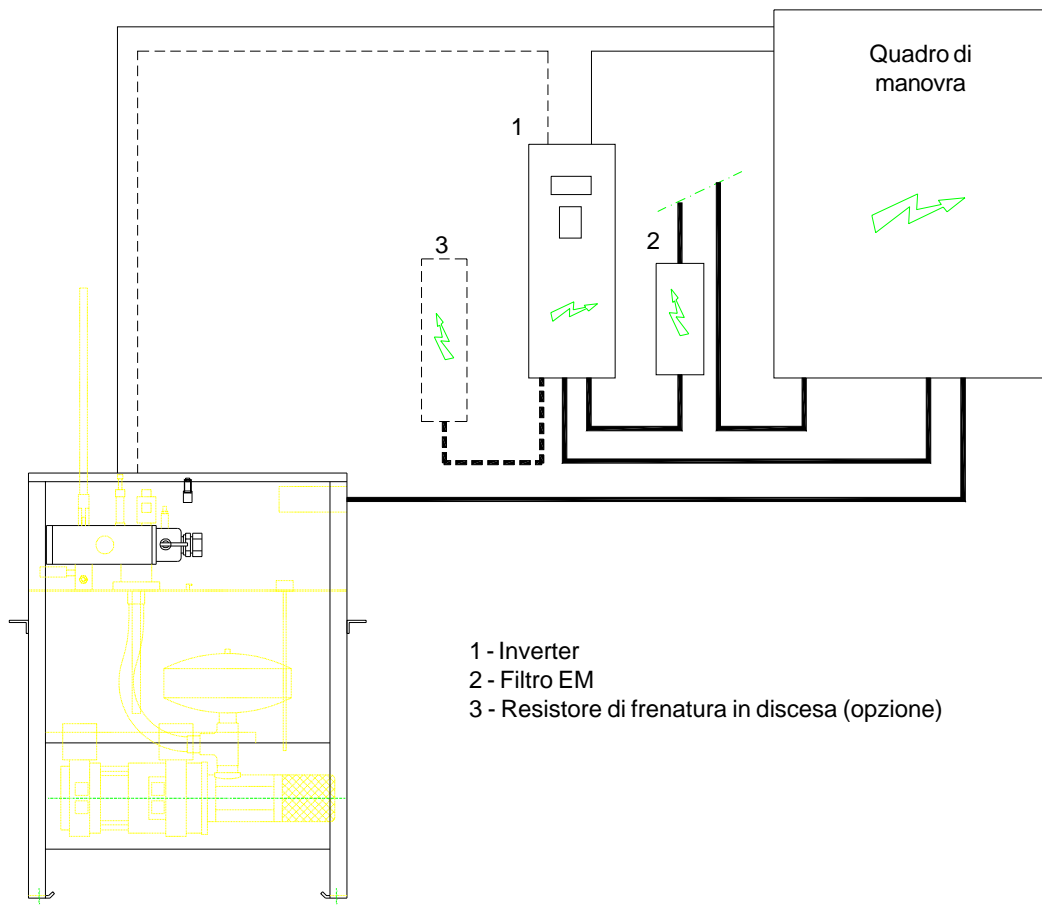 Quadro di
manovra
1
2
3
1 - Inverter
2 - Filtro EM
3 - Resistore di frenatura in discesa (opzione)